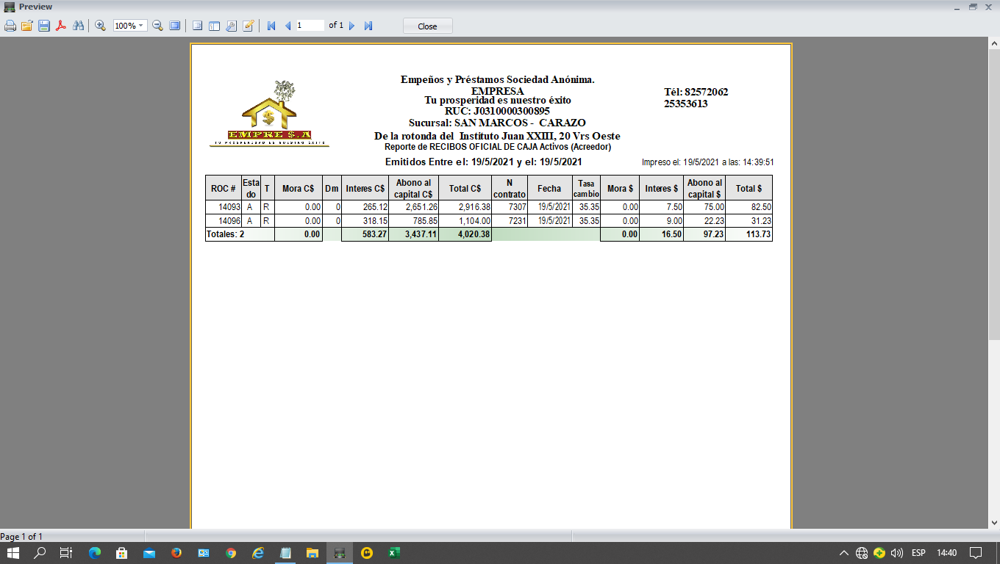 Preview
100%
1
of 1
Close
Empeños y Préstamos Sociedad Anónima.
EMPRESA
Tu prosperidad es nuestro éxito
RUC: J0310000300895
Sucursal: SAN MARCOS - CARAZO
De la rotonda del Instituto Juan XXIII, 20 Vrs Oeste
Reporte de RECIBOS OFICIAL DE CAJA Activos (Acreedor)
Emitidos Entre el: 19/5/2021 y el: 19/5/2021
Tél: 82572062
25353613
Impreso el: 19/5/2021 a las: 14:39:51
EMPRE S.A
TU PROSPERIDAD ES NUESTRO ÉXITO
ROC # Estado T Mora C$ Dm Interes C$ Abono al capital C$ Total C$ N contrato Fecha Tasa cambio Mora $ Interes $ Abono al capital $ Total $
14093 A R 0.00 0 265.12 2,651.26 2,916.38 7307 19/5/2021 35.35 0.00 7.50 75.00 82.50
14096 A R 0.00 0 318.15 785.85 1,104.00 7231 19/5/2021 35.35 0.00 9.00 22.23 31.23
Totales: 2 0.00 583.27 3,437.11 4,020.38 0.00 16.50 97.23 113.73
Page 1 of 1
ESP
14:40